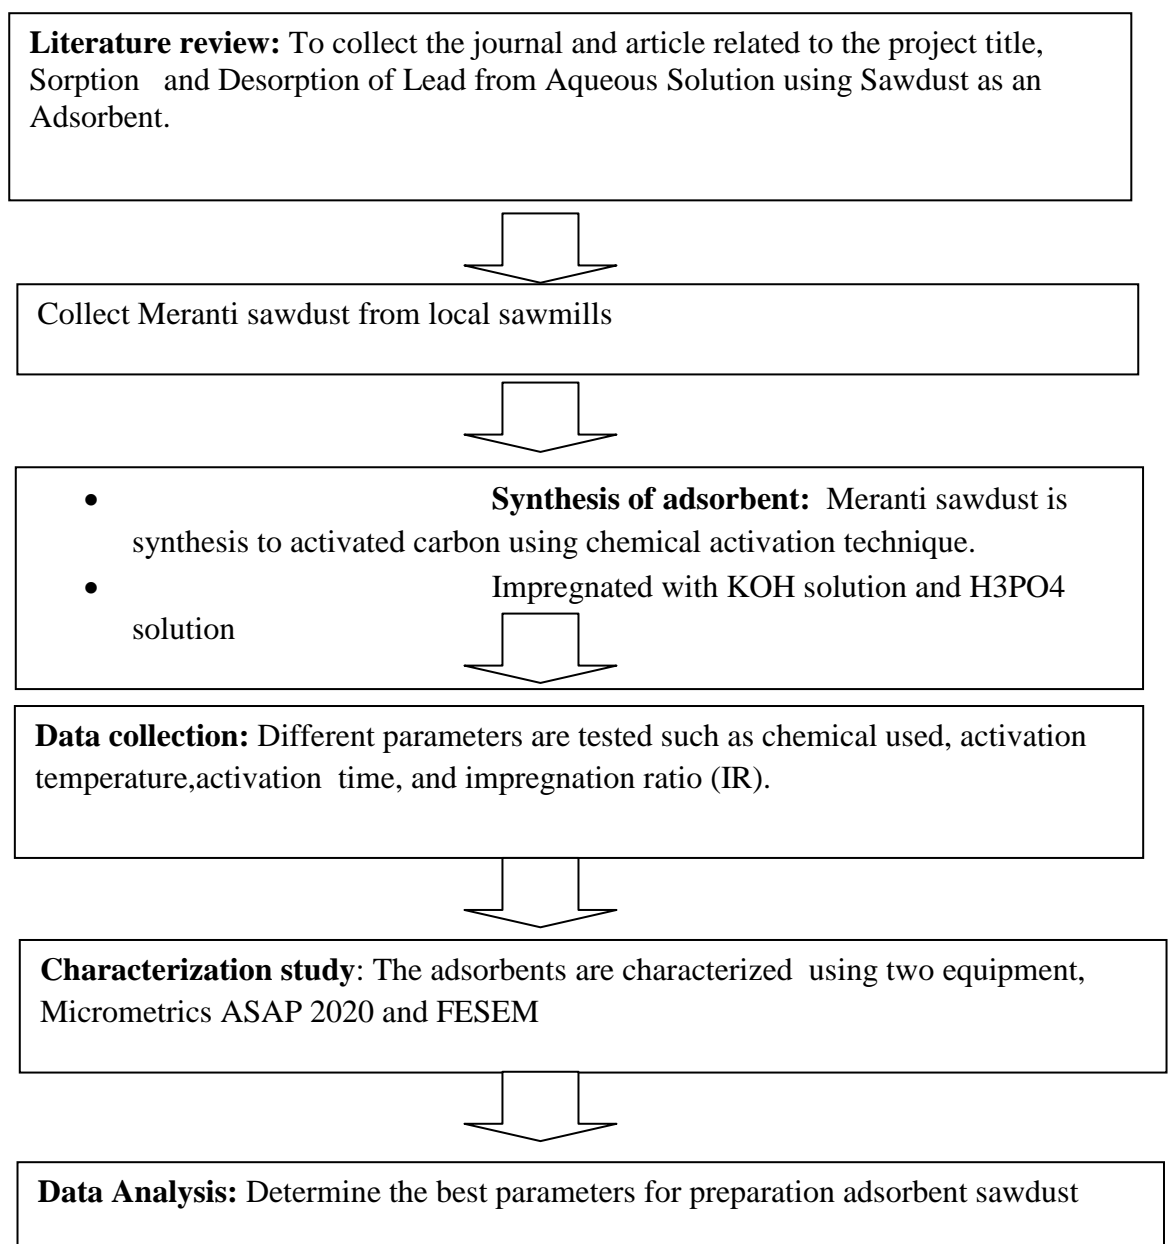 Literature review: To collect the journal and article related to the project title,
Sorption and Desorption of Lead from Aqueous Solution using Sawdust as an
Adsorbent.
Collect Meranti sawdust from local sawmills
• Synthesis of adsorbent: Meranti sawdust is
synthesis to activated carbon using chemical activation technique.
• Impregnated with KOH solution and H3PO4
solution
Data collection: Different parameters are tested such as chemical used, activation
temperature,activation time, and impregnation ratio (IR).
Characterization study: The adsorbents are characterized using two equipment,
Micrometrics ASAP 2020 and FESEM
Data Analysis: Determine the best parameters for preparation adsorbent sawdust